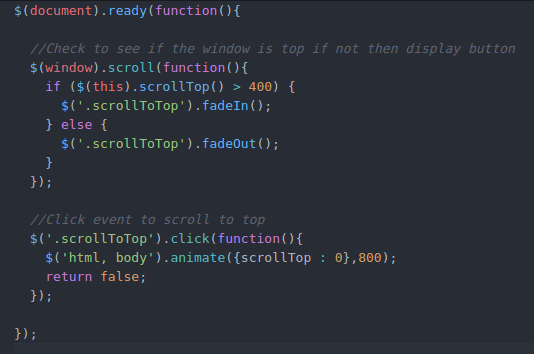 $(document).ready(function(){

  //Check to see if the window is top if not then display button
  $(window).scroll(function(){
    if ($(this).scrollTop() > 400) {
      $('.scrollToTop').fadeIn();
    } else {
      $('.scrollToTop').fadeOut();
    }
  });

  //Click event to scroll to top
  $('.scrollToTop').click(function(){
    $('html, body').animate({scrollTop : 0},800);
    return false;
  });

});